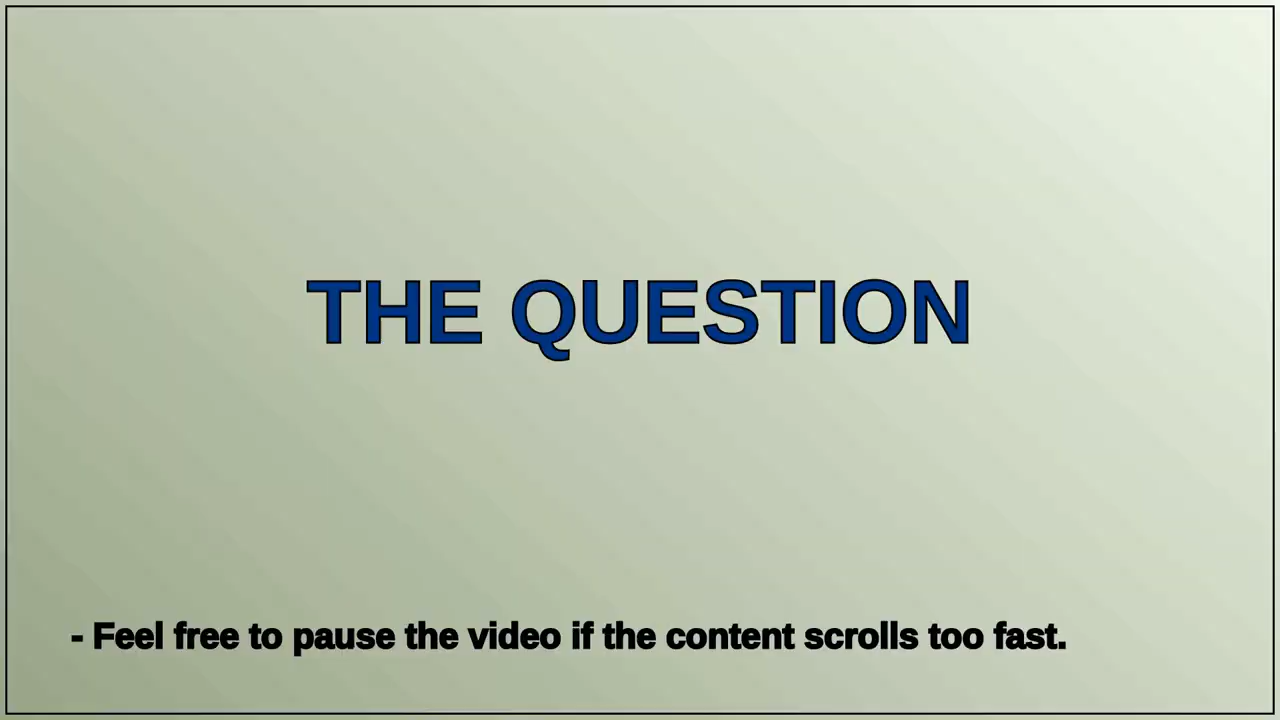 THE QUESTION
- Feel free to pause the video if the content scrolls too fast.